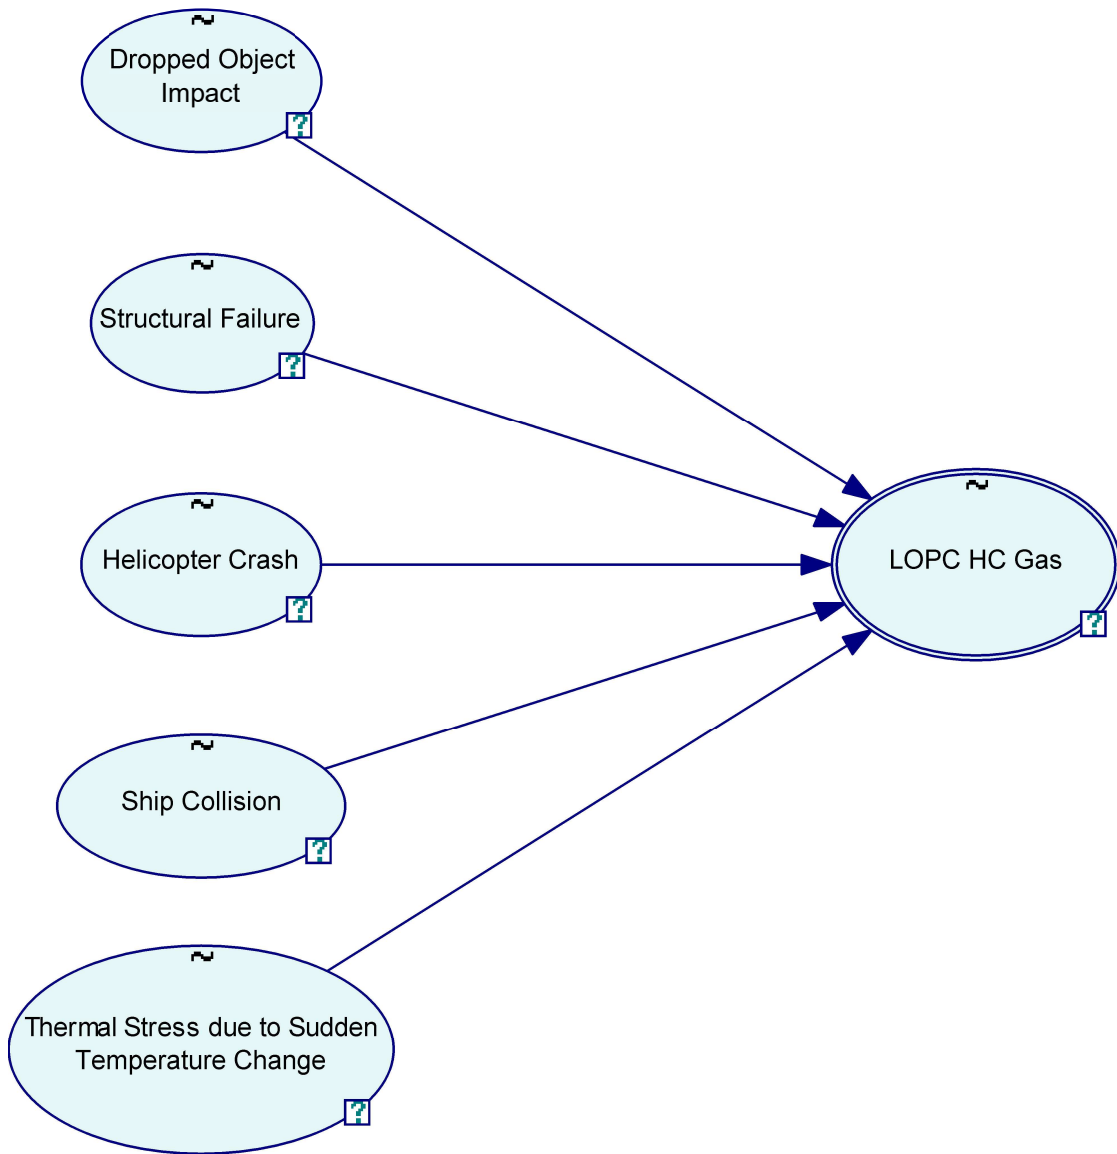 ~
Dropped Object
Impact
?
~
Structural Failure
?
~
Helicopter Crash
?
~
LOPC HC Gas
?
~
Ship Collision
?
~
Thermal Stress due to Sudden
Temperature Change
?